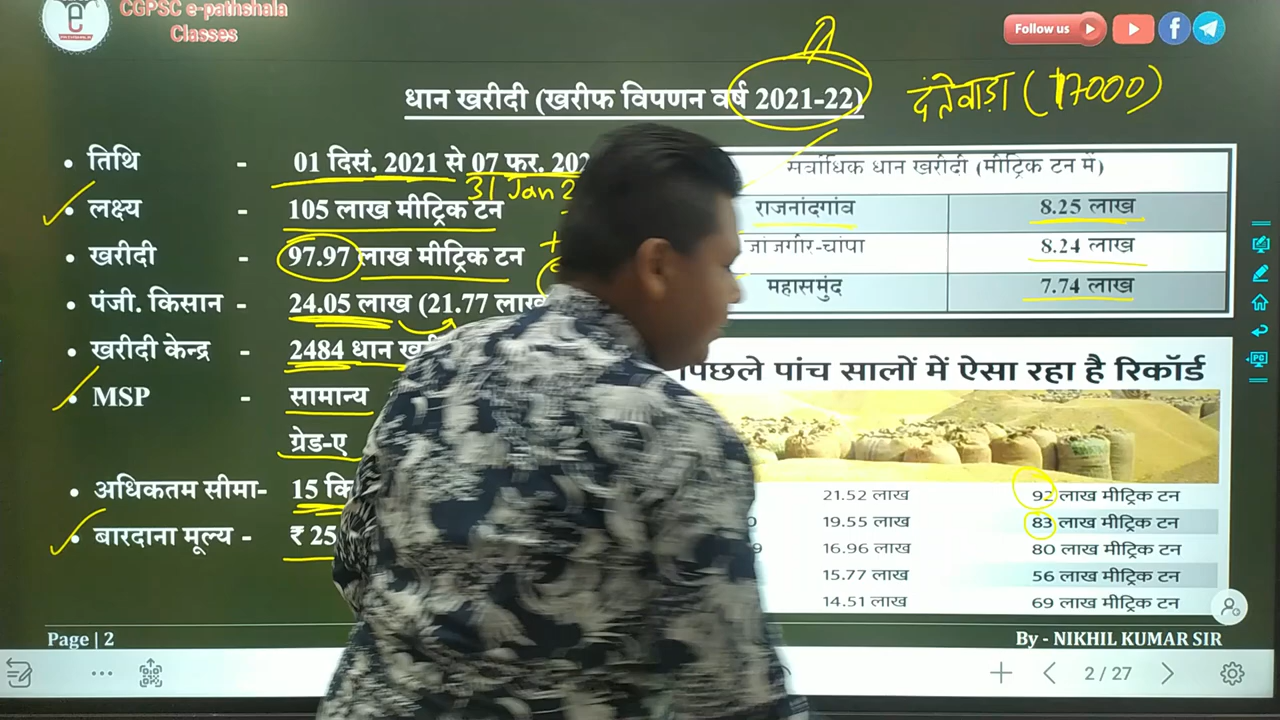 CGPSC e-pathshala
Classes
e
Follow us
धान खरीदी (खरीफ विपणन वर्ष 2021-22)
दंतेवाड़ा (17000)
• तिथि - 01 दिसं. 2021 से 07 फर. 202
31 Jan 2
• लक्ष्य - 105 लाख मीट्रिक टन
• खरीदी - 97.97 लाख मीट्रिक टन
• पंजी. किसान - 24.05 लाख (21.77 लाख
• खरीदी केन्द्र - 2484 धान
• MSP - सामान्य
ग्रेड-ए
• अधिकतम सीमा- 15
• बारदाना मूल्य - ₹ 25
सर्वाधिक धान खरीदी (मीट्रिक टन में)
राजनांदगांव 8.25 लाख
जांजगीर-चांपा 8.24 लाख
महासमुंद 7.74 लाख
पिछले पांच सालों में ऐसा रहा है रिकॉर्ड
21.52 लाख 92 लाख मीट्रिक टन
19.55 लाख 83 लाख मीट्रिक टन
9 16.96 लाख 80 लाख मीट्रिक टन
15.77 लाख 56 लाख मीट्रिक टन
14.51 लाख 69 लाख मीट्रिक टन
Page | 2
By - NIKHIL KUMAR SIR
2 / 27